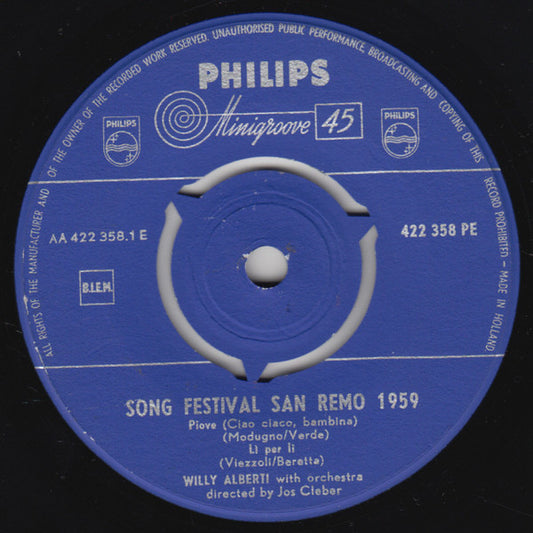 ALL RIGHTS OF THE MANUFACTURER AND OF THE OWNER OF THE RECORDED WORK RESERVED. UNAUTHORISED PUBLIC PERFORMANCE, BROADCASTING AND COPYING OF THIS RECORD PROHIBITED - MADE IN HOLLAND
PHILIPS
Minigroove 45
PHILIPS
PHILIPS
AA 422 358.1 E
422 358 PE
B.I.E.M.
SONG FESTIVAL SAN REMO 1959
Piove (Ciao ciaco, bambina)
(Modugno/Verde)
Lì per lì
(Viezzoli/Beretta)
WILLY ALBERTI with orchestra
directed by Jos Cleber